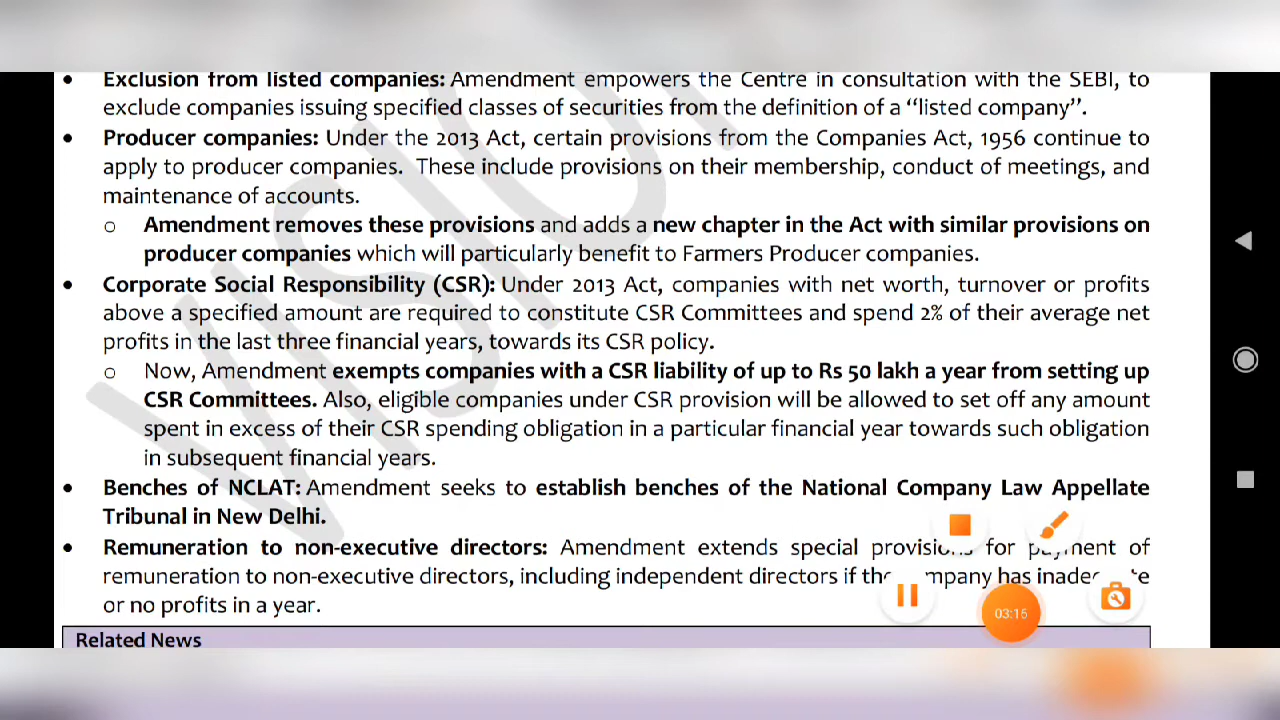 • Exclusion from listed companies: Amendment empowers the Centre in consultation with the SEBI, to
exclude companies issuing specified classes of securities from the definition of a “listed company”.
• Producer companies: Under the 2013 Act, certain provisions from the Companies Act, 1956 continue to
apply to producer companies. These include provisions on their membership, conduct of meetings, and
maintenance of accounts.
o Amendment removes these provisions and adds a new chapter in the Act with similar provisions on
producer companies which will particularly benefit to Farmers Producer companies.
• Corporate Social Responsibility (CSR): Under 2013 Act, companies with net worth, turnover or profits
above a specified amount are required to constitute CSR Committees and spend 2% of their average net
profits in the last three financial years, towards its CSR policy.
o Now, Amendment exempts companies with a CSR liability of up to Rs 50 lakh a year from setting up
CSR Committees. Also, eligible companies under CSR provision will be allowed to set off any amount
spent in excess of their CSR spending obligation in a particular financial year towards such obligation
in subsequent financial years.
• Benches of NCLAT: Amendment seeks to establish benches of the National Company Law Appellate
Tribunal in New Delhi.
• Remuneration to non-executive directors: Amendment extends special provisions for payment of
remuneration to non-executive directors, including independent directors if the company has inadequate
or no profits in a year.
03:15
Related News